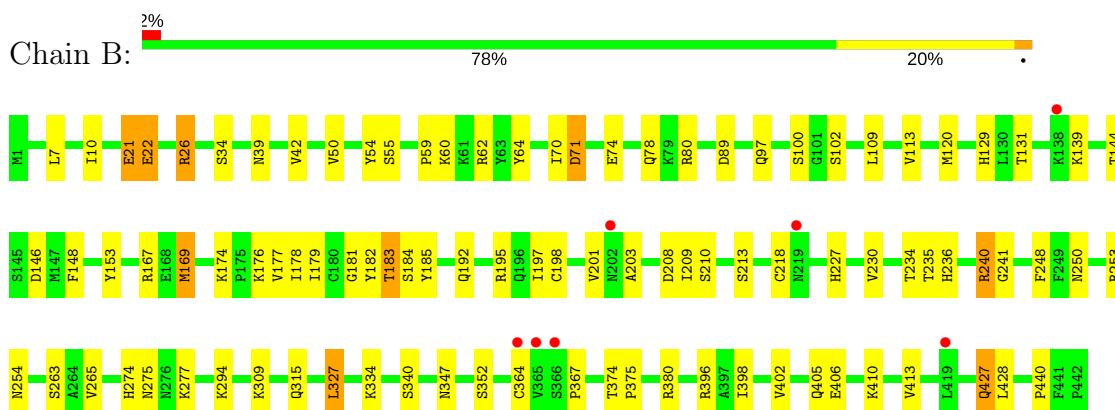 2%
Chain B:
78% 20% •
M1 L7 I10 E21 E22 R26 S34 N39 V42 V50 Y54 S55 P59 K60 K61 R62 Y63 Y64 I70 D71 E74 Q78 K79 R80 D89 Q97 S100 G101 S102 L109 V113 M120 H129 L130 T131 K138 K139 T144
S145 D146 M147 F148 Y153 R167 E168 M169 K174 P175 K176 V177 I178 I179 C180 G181 Y182 T183 S184 Y185 Q192 R195 Q196 I197 C198 V201 N202 A203 D208 I209 S210 S213 C218 N219 H227 V230 T234 T235 H236 R240 G241 F248 F249 N250 R253
N254 S263 A264 V265 H274 N275 N276 K277 K294 K309 Q315 L327 K334 S340 N347 S352 C364 V365 S366 P367 T374 P375 R380 R396 A397 I398 V402 Q405 E406 K410 V413 L419 Q427 L428 P440 F441 P442